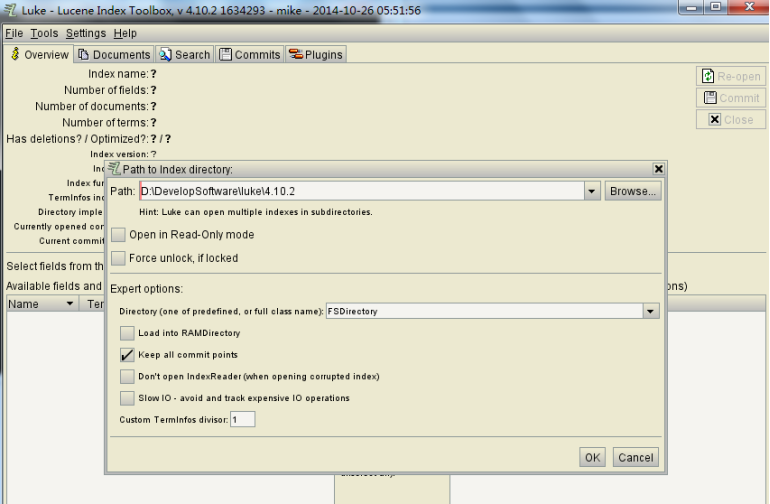 Luke - Lucene Index Toolbox, v 4.10.2 1634293 - mike - 2014-10-26 05:51:56
File Tools Settings Help
Overview Documents Search Commits Plugins
Index name: ?
Re-open
Number of fields: ?
Number of documents: ?
Commit
Number of terms: ?
Close
Has deletions? / Optimized?: ? / ?
Index version: ?
Path to Index directory:
Index fun
Path: D:\DevelopSoftware\luke\4.10.2 Browse...
TermInfos ind
Directory imple
Hint: Luke can open multiple indexes in subdirectories.
Currently opened con
Open in Read-Only mode
Current commit
Force unlock, if locked
Select fields from th
Available fields and
Expert options:
ons)
Name Ter
Directory (one of predefined, or full class name): FSDirectory
Load into RAMDirectory
Keep all commit points
Don't open IndexReader (when opening corrupted index)
Slow IO - avoid and track expensive IO operations
Custom TermInfos divisor: 1
OK Cancel